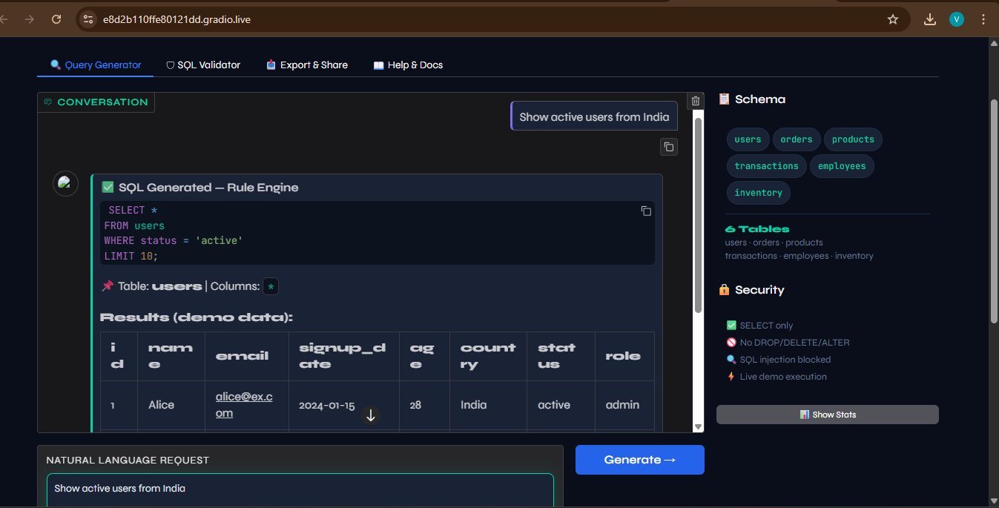 e8d2b110ffe80121dd.gradio.live
V
Query Generator
SQL Validator
Export & Share
Help & Docs
CONVERSATION
Show active users from India
SQL Generated — Rule Engine
SELECT *
FROM users
WHERE status = 'active'
LIMIT 10;
Table: users | Columns: *
Results (demo data):
id name email signup_date age country status role
1 Alice alice@ex.com 2024-01-15 28 India active admin
NATURAL LANGUAGE REQUEST
Show active users from India
Generate →
Schema
users orders products
transactions employees
inventory
6 Tables
users · orders · products
transactions · employees · inventory
Security
SELECT only
No DROP/DELETE/ALTER
SQL injection blocked
Live demo execution
Show Stats